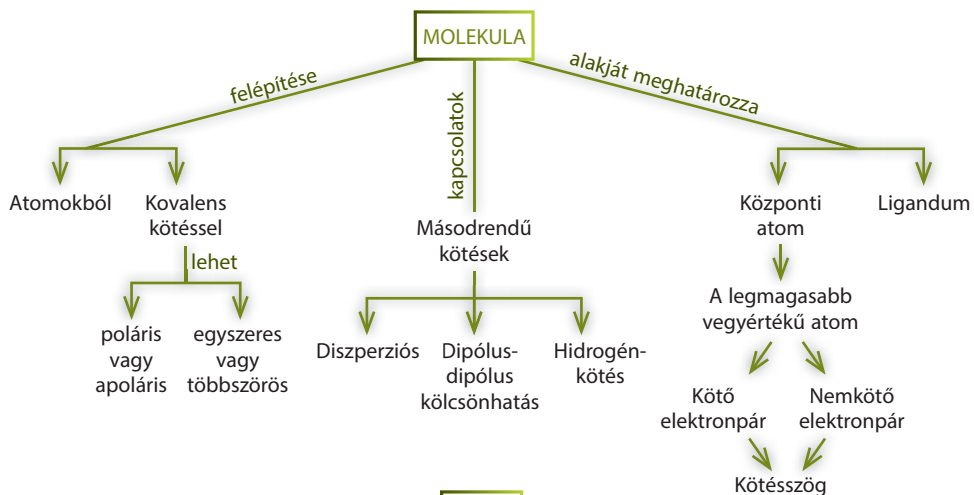 MOLEKULA
felépítése
kapcsolatok
alakját meghatározza
Atomokból
Kovalens
kötéssel
lehet
poláris
vagy
apoláris
egyszeres
vagy
többszörös
Másodrendű
kötések
Diszperziós
Dipólus-
dipólus
kölcsönhatás
Hidrogén-
kötés
Központi
atom
Ligandum
A legmagasabb
vegyértékű atom
Kötő
elektronpár
Nemkötő
elektronpár
Kötésszög